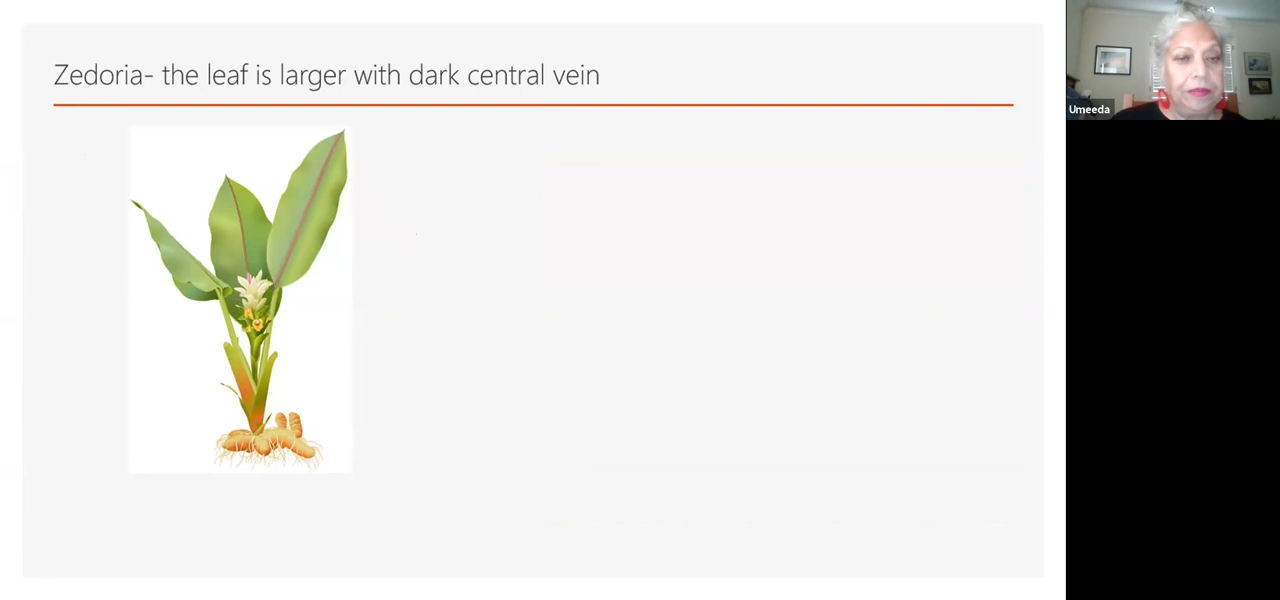 Zedoria- the leaf is larger with dark central vein
Umeeda